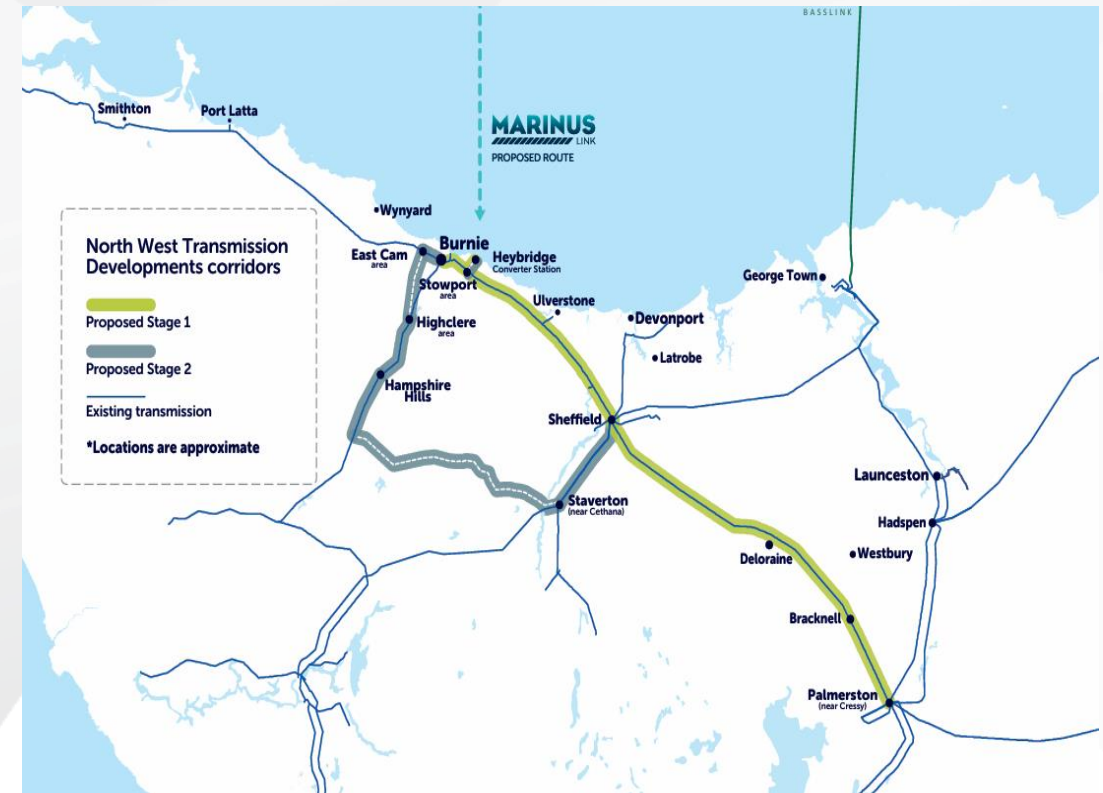 BASSLINK
Smithton
Port Latta
MARINUS
LINK
PROPOSED ROUTE
Wynyard
North West Transmission
Developments corridors
Proposed Stage 1
Proposed Stage 2
Existing transmission
*Locations are approximate
East Cam
area
Burnie
Heybridge
Converter Station
Stowport
area
Ulverstone
George Town
Highclere
area
Devonport
Latrobe
Hampshire
Hills
Sheffield
Launceston
Staverton
(near Cethana)
Hadspen
Deloraine
Westbury
Bracknell
Palmerston
(near Cressy)